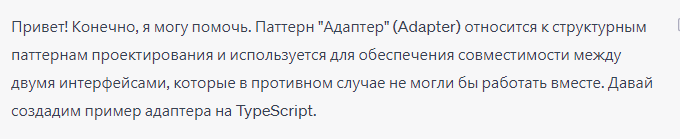 Привет! Конечно, я могу помочь. Паттерн "Адаптер" (Adapter) относится к структурным
паттернам проектирования и используется для обеспечения совместимости между
двумя интерфейсами, которые в противном случае не могли бы работать вместе. Давай
создадим пример адаптера на TypeScript.